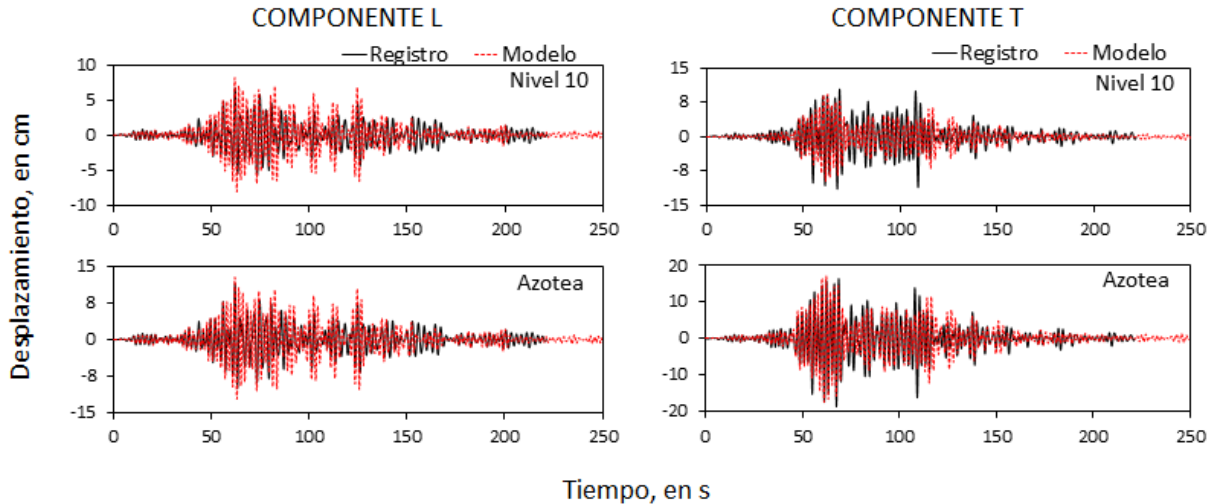 COMPONENTE L
COMPONENTE T
Registro Modelo
Nivel 10
10
5
0
-5
-10
0 50 100 150 200 250
Registro Modelo
Nivel 10
15
8
0
-8
-15
0 50 100 150 200 250
Azotea
15
8
0
-8
-15
0 50 100 150 200 250
Azotea
20
10
0
-10
-20
0 50 100 150 200 250
Desplazamiento, en cm
Tiempo, en s